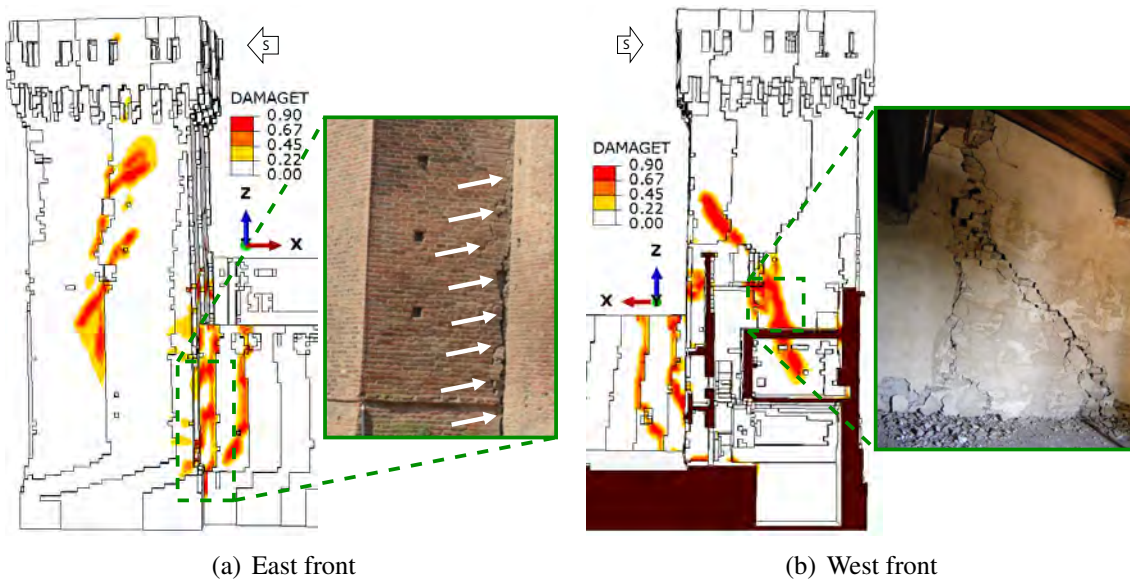 S
DAMAGET
0.90
0.67
0.45
0.22
0.00
Z
X
(a) East front
S
DAMAGET
0.90
0.67
0.45
0.22
0.00
Z
X
Y
(b) West front